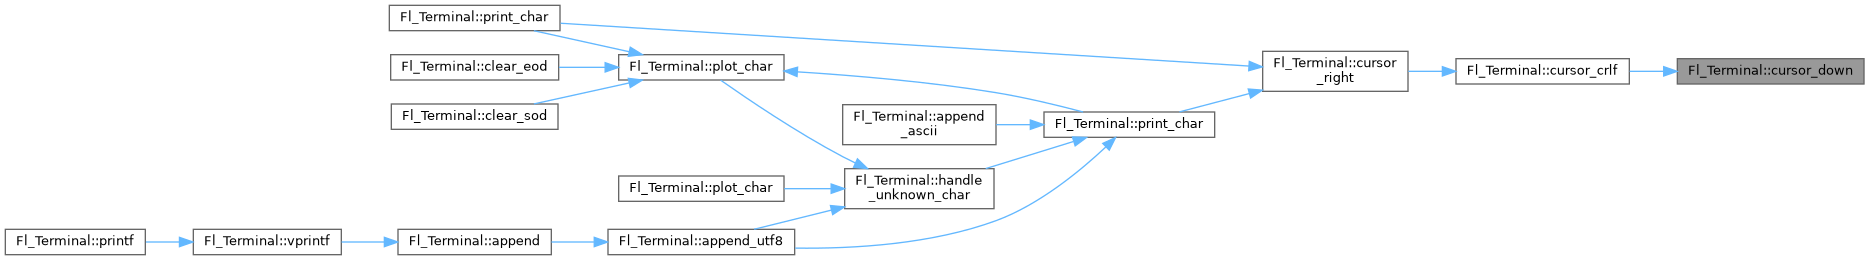 Fl_Terminal::print_char
Fl_Terminal::clear_eod
Fl_Terminal::plot_char
Fl_Terminal::cursor
_right
Fl_Terminal::cursor_crlf
Fl_Terminal::cursor_down
Fl_Terminal::clear_sod
Fl_Terminal::append
_ascii
Fl_Terminal::print_char
Fl_Terminal::plot_char
Fl_Terminal::handle
_unknown_char
Fl_Terminal::printf
Fl_Terminal::vprintf
Fl_Terminal::append
Fl_Terminal::append_utf8